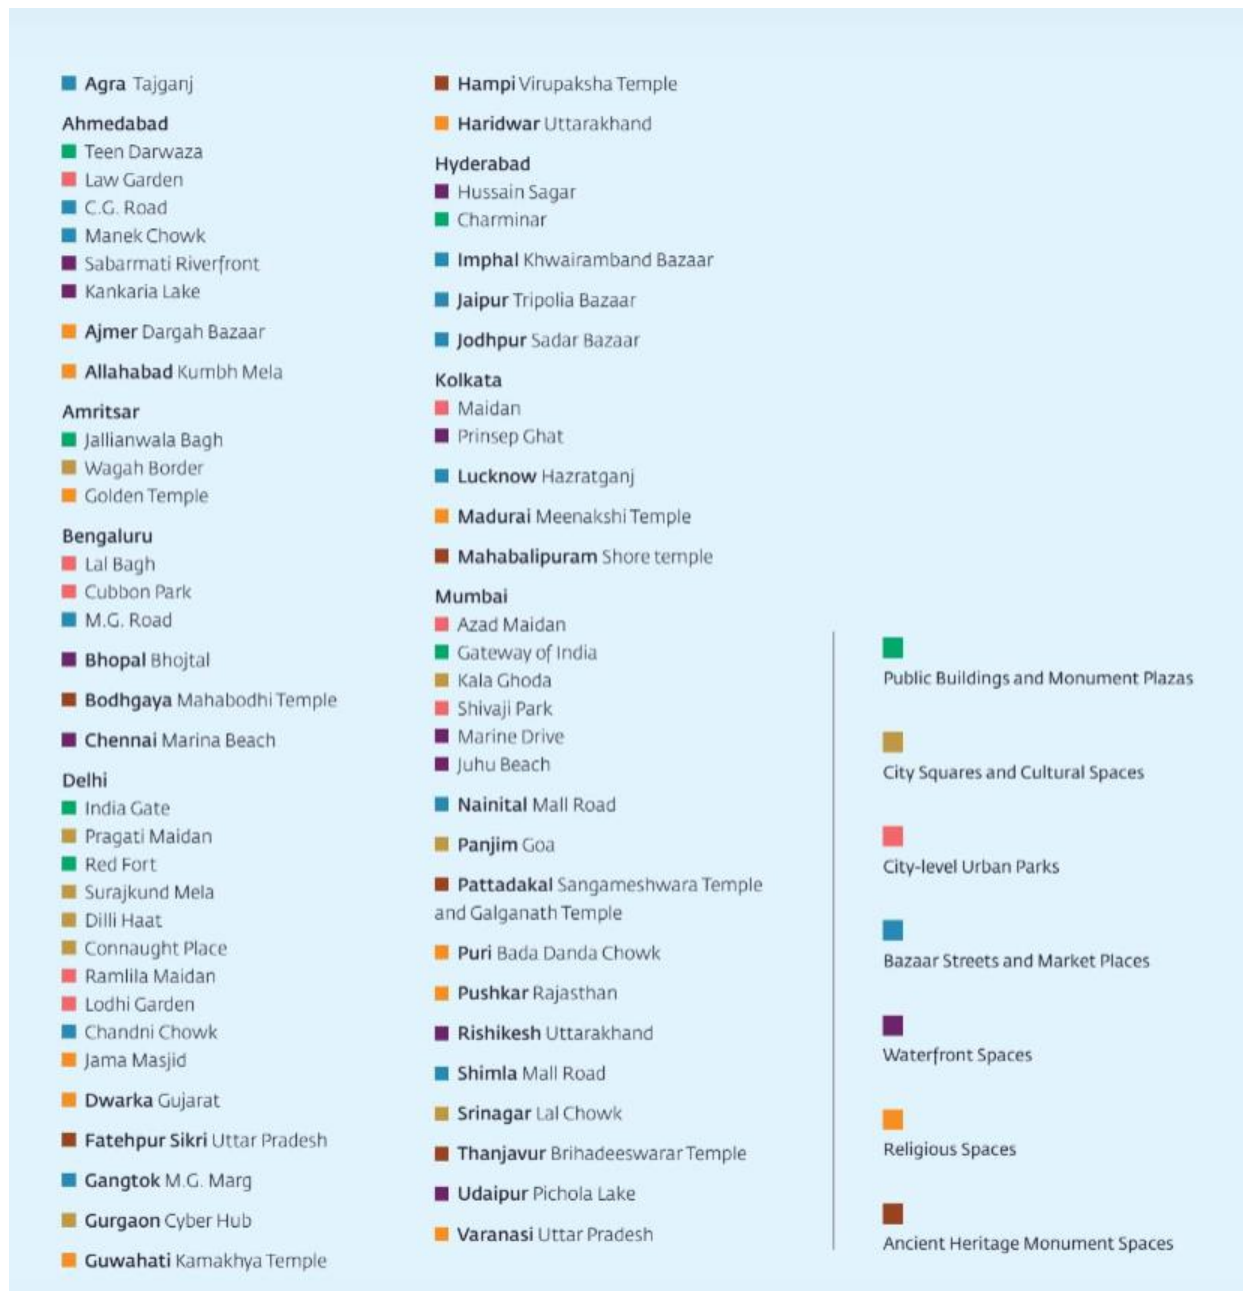 Agra Tajganj
Ahmedabad
Teen Darwaza
Law Garden
C.G. Road
Manek Chowk
Sabarmati Riverfront
Kankaria Lake
Ajmer Dargah Bazaar
Allahabad Kumbh Mela
Amritsar
Jallianwala Bagh
Wagah Border
Golden Temple
Bengaluru
Lal Bagh
Cubbon Park
M.G. Road
Bhopal Bhojtal
Bodhgaya Mahabodhi Temple
Chennai Marina Beach
Delhi
India Gate
Pragati Maidan
Red Fort
Surajkund Mela
Dilli Haat
Connaught Place
Ramlila Maidan
Lodhi Garden
Chandni Chowk
Jama Masjid
Dwarka Gujarat
Fatehpur Sikri Uttar Pradesh
Gangtok M.G. Marg
Gurgaon Cyber Hub
Guwahati Kamakhya Temple
Hampi Virupaksha Temple
Haridwar Uttarakhand
Hyderabad
Hussain Sagar
Charminar
Imphal Khwairamband Bazaar
Jaipur Tripolia Bazaar
Jodhpur Sadar Bazaar
Kolkata
Maidan
Prinsep Ghat
Lucknow Hazratganj
Madurai Meenakshi Temple
Mahabalipuram Shore temple
Mumbai
Azad Maidan
Gateway of India
Kala Ghoda
Shivaji Park
Marine Drive
Juhu Beach
Nainital Mall Road
Panjim Goa
Pattadakal Sangameshwara Temple
and Galganath Temple
Puri Bada Danda Chowk
Pushkar Rajasthan
Rishikesh Uttarakhand
Shimla Mall Road
Srinagar Lal Chowk
Thanjavur Brihadeeswarar Temple
Udaipur Pichola Lake
Varanasi Uttar Pradesh
Public Buildings and Monument Plazas
City Squares and Cultural Spaces
City-level Urban Parks
Bazaar Streets and Market Places
Waterfront Spaces
Religious Spaces
Ancient Heritage Monument Spaces